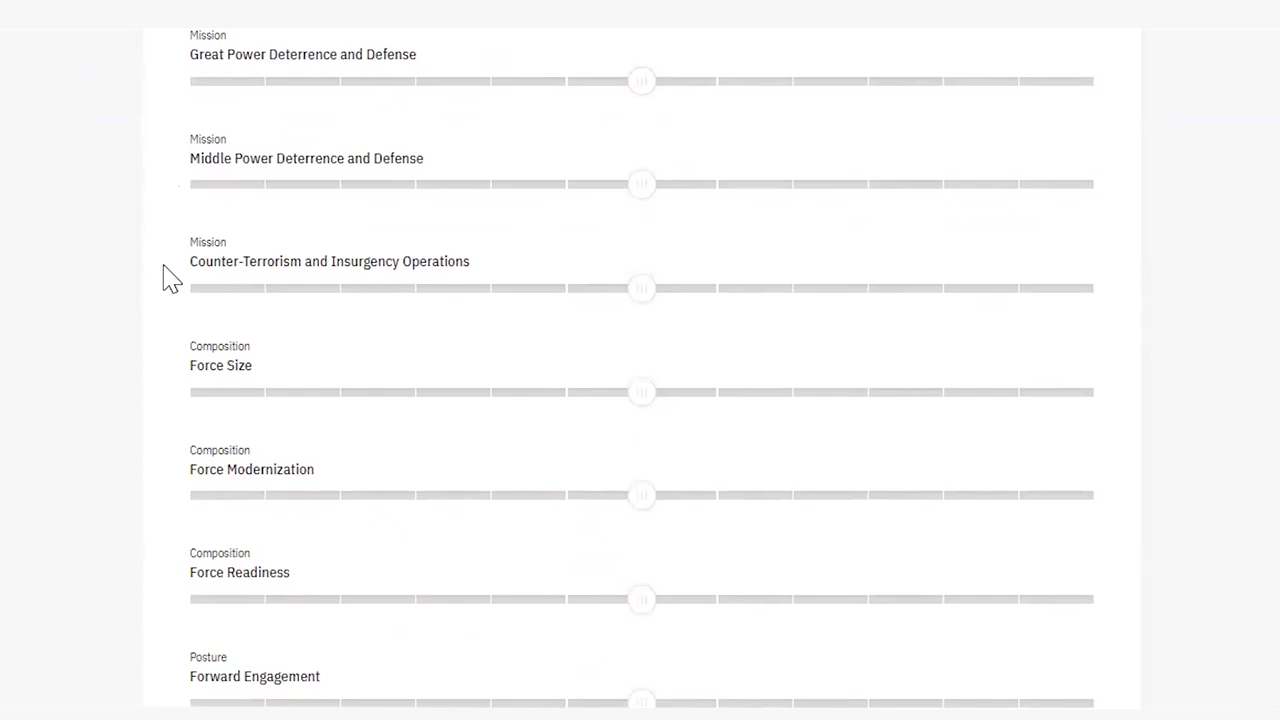 Mission
Great Power Deterrence and Defense
Mission
Middle Power Deterrence and Defense
Mission
Counter-Terrorism and Insurgency Operations
Composition
Force Size
Composition
Force Modernization
Composition
Force Readiness
Posture
Forward Engagement